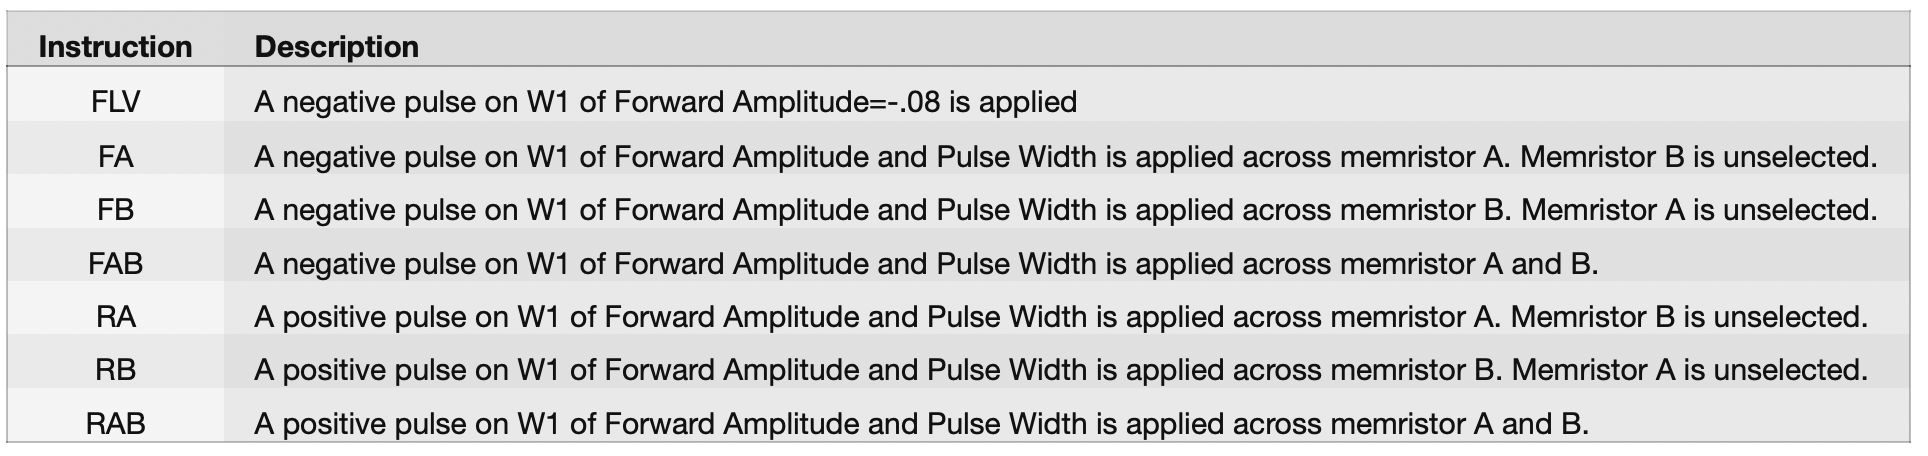 Instruction Description
FLV A negative pulse on W1 of Forward Amplitude=-.08 is applied
FA A negative pulse on W1 of Forward Amplitude and Pulse Width is applied across memristor A. Memristor B is unselected.
FB A negative pulse on W1 of Forward Amplitude and Pulse Width is applied across memristor B. Memristor A is unselected.
FAB A negative pulse on W1 of Forward Amplitude and Pulse Width is applied across memristor A and B.
RA A positive pulse on W1 of Forward Amplitude and Pulse Width is applied across memristor A. Memristor B is unselected.
RB A positive pulse on W1 of Forward Amplitude and Pulse Width is applied across memristor B. Memristor A is unselected.
RAB A positive pulse on W1 of Forward Amplitude and Pulse Width is applied across memristor A and B.